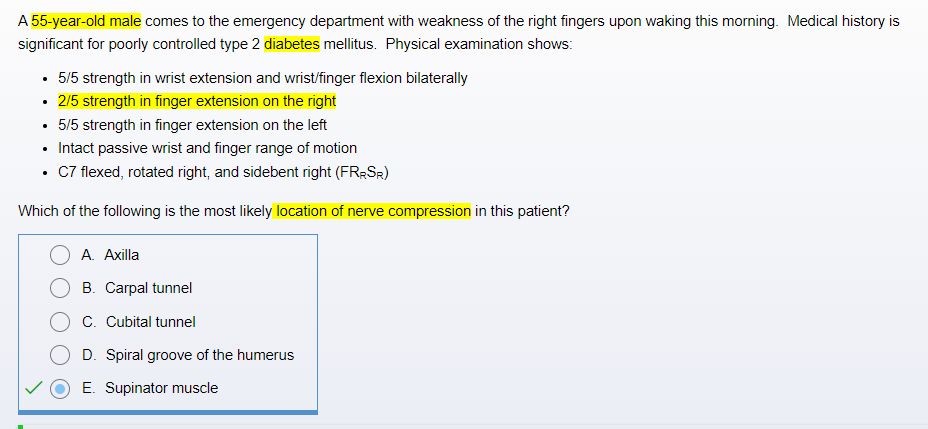 A 55-year-old male comes to the emergency department with weakness of the right fingers upon waking this morning.  Medical history is
significant for poorly controlled type 2 diabetes mellitus.  Physical examination shows:
• 5/5 strength in wrist extension and wrist/finger flexion bilaterally
• 2/5 strength in finger extension on the right
• 5/5 strength in finger extension on the left
• Intact passive wrist and finger range of motion
• C7 flexed, rotated right, and sidebent right (FRRSR)
Which of the following is the most likely location of nerve compression in this patient?
A. Axilla
B. Carpal tunnel
C. Cubital tunnel
D. Spiral groove of the humerus
E. Supinator muscle